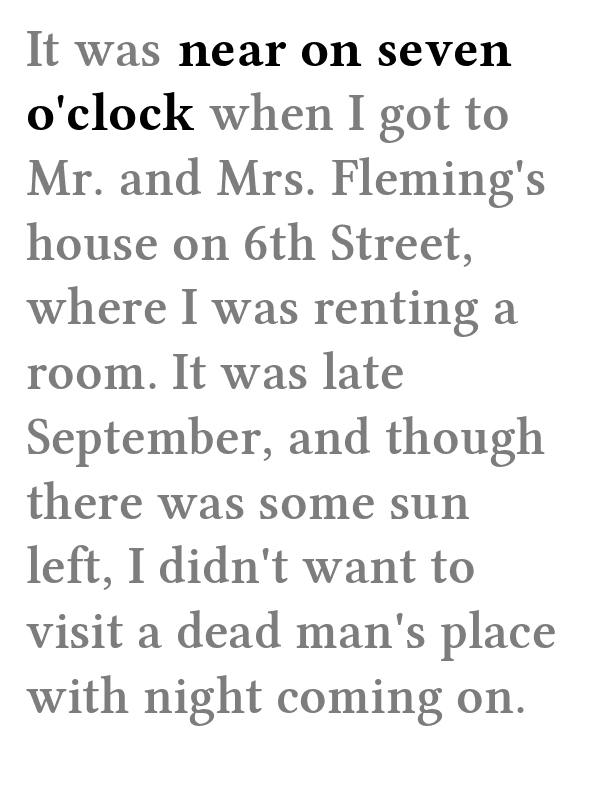 It was near on seven
o'clock when I got to
Mr. and Mrs. Fleming's
house on 6th Street,
where I was renting a
room. It was late
September, and though
there was some sun
left, I didn't want to
visit a dead man's place
with night coming on.